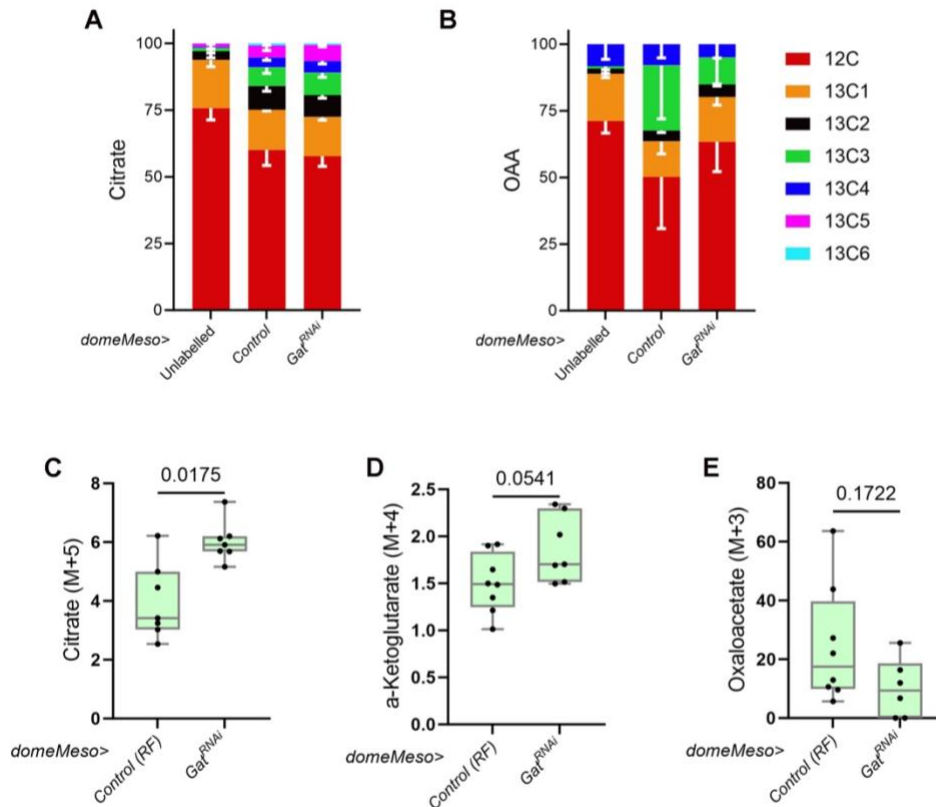 A
B
100
75
50
25
0
Citrate
domeMeso>
Unlabelled
Control
Gat^RNAi
100
75
50
25
0
OAA
domeMeso>
Unlabelled
Control
Gat^RNAi
12C
13C1
13C2
13C3
13C4
13C5
13C6
C
0.0175
8
6
4
2
0
Citrate (M+5)
domeMeso>
Control (RF)
Gat^RNAi
D
0.0541
2.5
2.0
1.5
1.0
0.5
0.0
a-Ketoglutarate (M+4)
domeMeso>
Control (RF)
Gat^RNAi
E
0.1722
80
60
40
20
0
Oxaloacetate (M+3)
domeMeso>
Control (RF)
Gat^RNAi